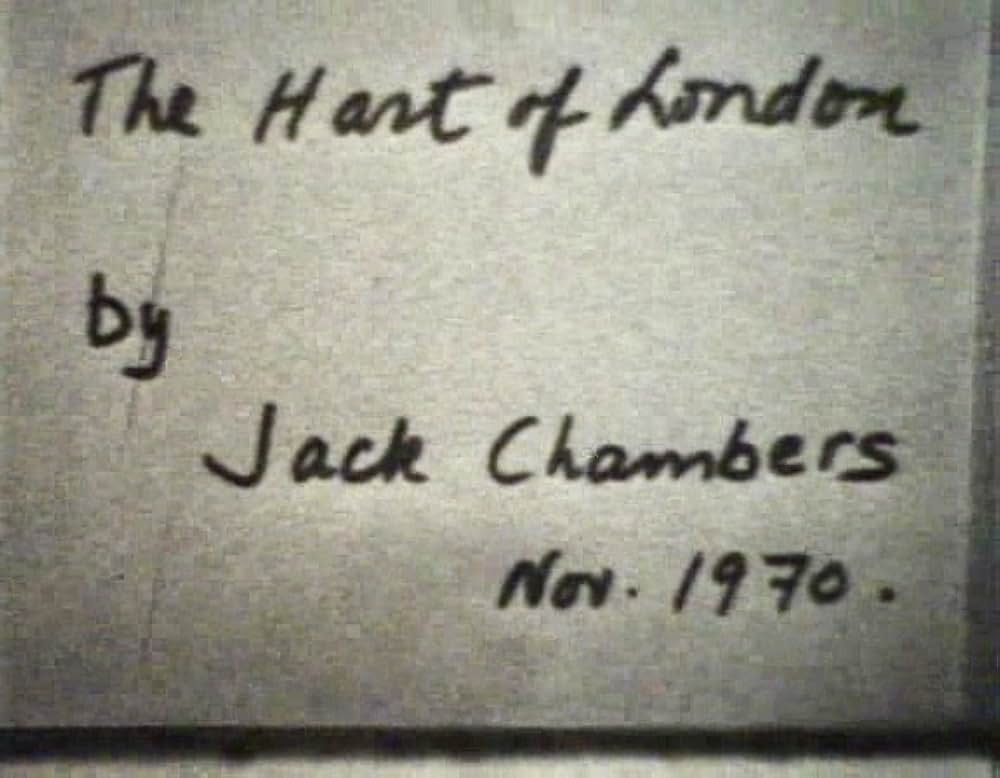 The Hart of London
by
Jack Chambers
Nov. 1970.